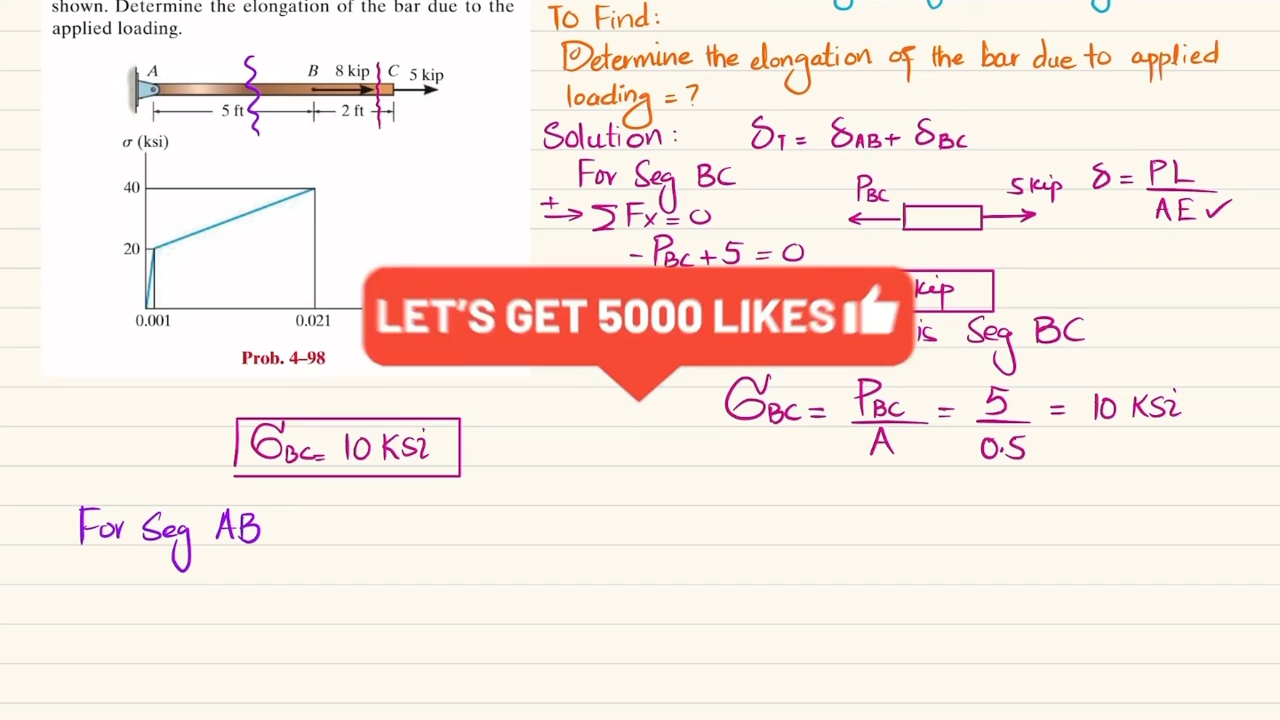 shown. Determine the elongation of the bar due to the
applied loading.
A B 8 kip C 5 kip
5 ft 2 ft
σ (ksi)
40
20
0.001 0.021
Prob. 4–98
To Find:
Determine the elongation of the bar due to applied
loading = ?
Solution: δT = δAB + δBC
For Seg BC
PBC 5 kip δ = PL / AE ✓
+→ ΣFx = 0
-PBC + 5 = 0
kip
LET'S GET 5000 LIKES
is Seg BC
σBC = PBC / A = 5 / 0.5 = 10 KSi
σBC = 10 KSi
For Seg AB